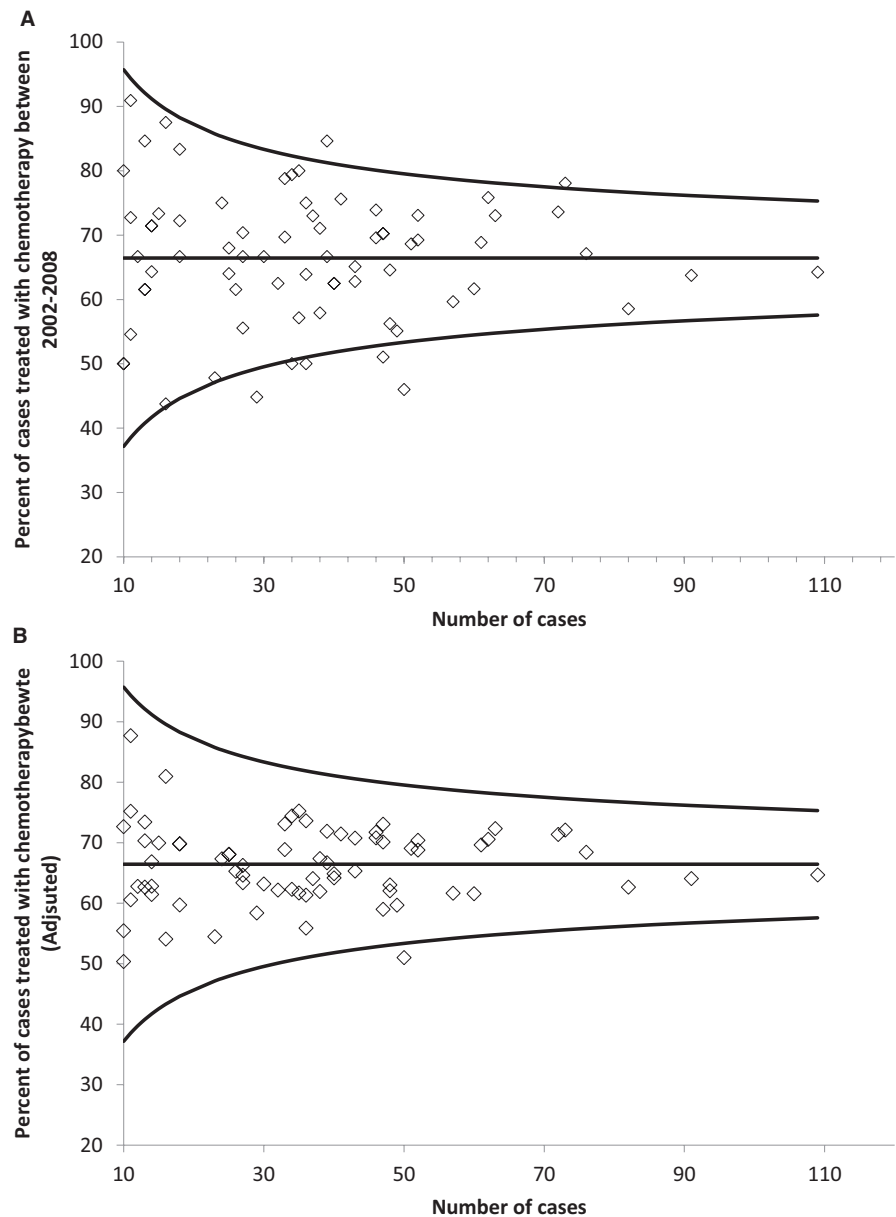 A
Percent of cases treated with chemotherapy between
2002-2008
100
90
80
70
60
50
40
30
20
10 30 50 70 90 110
Number of cases
B
Percent of cases treated with chemotherapybewte
(Adjsuted)
100
90
80
70
60
50
40
30
20
10 30 50 70 90 110
Number of cases